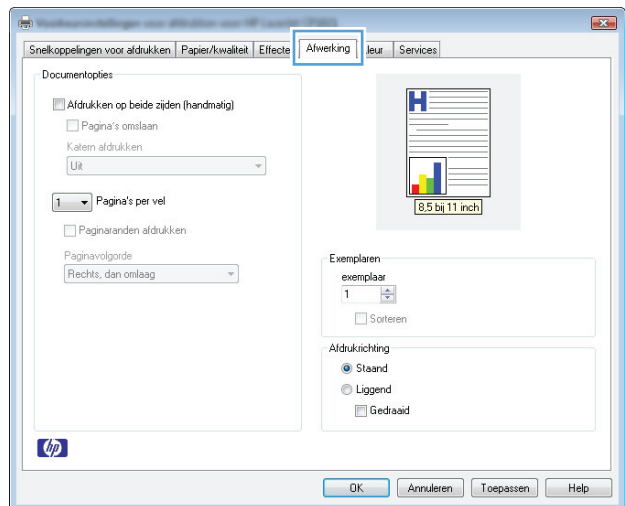 Snelkoppelingen voor afdrukken Papier/kwaliteit Effecte Afwerking leur Services
Documentopties
Afdrukken op beide zijden (handmatig)
Pagina's omslaan
Katern afdrukken
Uit
1 Pagina's per vel
Paginaranden afdrukken
Paginavolgorde
Rechts, dan omlaag
H
8,5 bij 11 inch
Exemplaren
exemplaar
1
Sorteren
Afdrukrichting
Staand
Liggend
Gedraaid
hp
OK Annuleren Toepassen Help